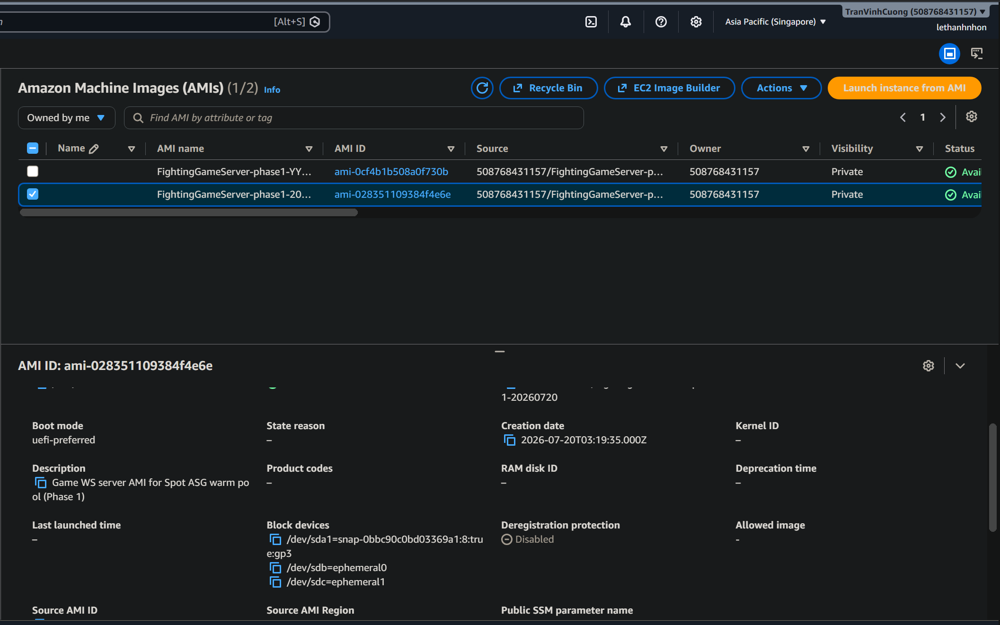 [Alt+S]
Asia Pacific (Singapore)
TranVinhCuong (508768431157)
lethanhnhon
Amazon Machine Images (AMIs) (1/2) Info
Recycle Bin
EC2 Image Builder
Actions
Launch instance from AMI
Owned by me
Find AMI by attribute or tag
1
Name AMI name AMI ID Source Owner Visibility Status
FightingGameServer-phase1-YY... ami-0cf4b1b508a0f730b 508768431157/FightingGameServer-p... 508768431157 Private Avail
FightingGameServer-phase1-20... ami-028351109384f4e6e 508768431157/FightingGameServer-p... 508768431157 Private Avail
AMI ID: ami-028351109384f4e6e
1-20260720
Boot mode State reason Creation date Kernel ID
uefi-preferred – 2026-07-20T03:19:35.000Z –
Description Product codes RAM disk ID Deprecation time
Game WS server AMI for Spot ASG warm po – – –
ol (Phase 1)
Last launched time Block devices Deregistration protection Allowed image
– /dev/sda1=snap-0bbc90c0bd03369a1:8:tru Disabled -
e:gp3
/dev/sdb=ephemeral0
/dev/sdc=ephemeral1
Source AMI ID Source AMI Region Public SSM parameter name